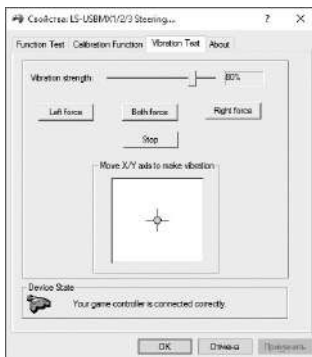 Свойства: LS-USBMX1/2/3 Steering...
Function Test Calibration Function Vibration Test About
Vibration strength: 80%
Left force Both force Right force
Stop
Move X/Y axis to make vibration
Device State
Your game controller is connected correctly.
OK Отмена Применить